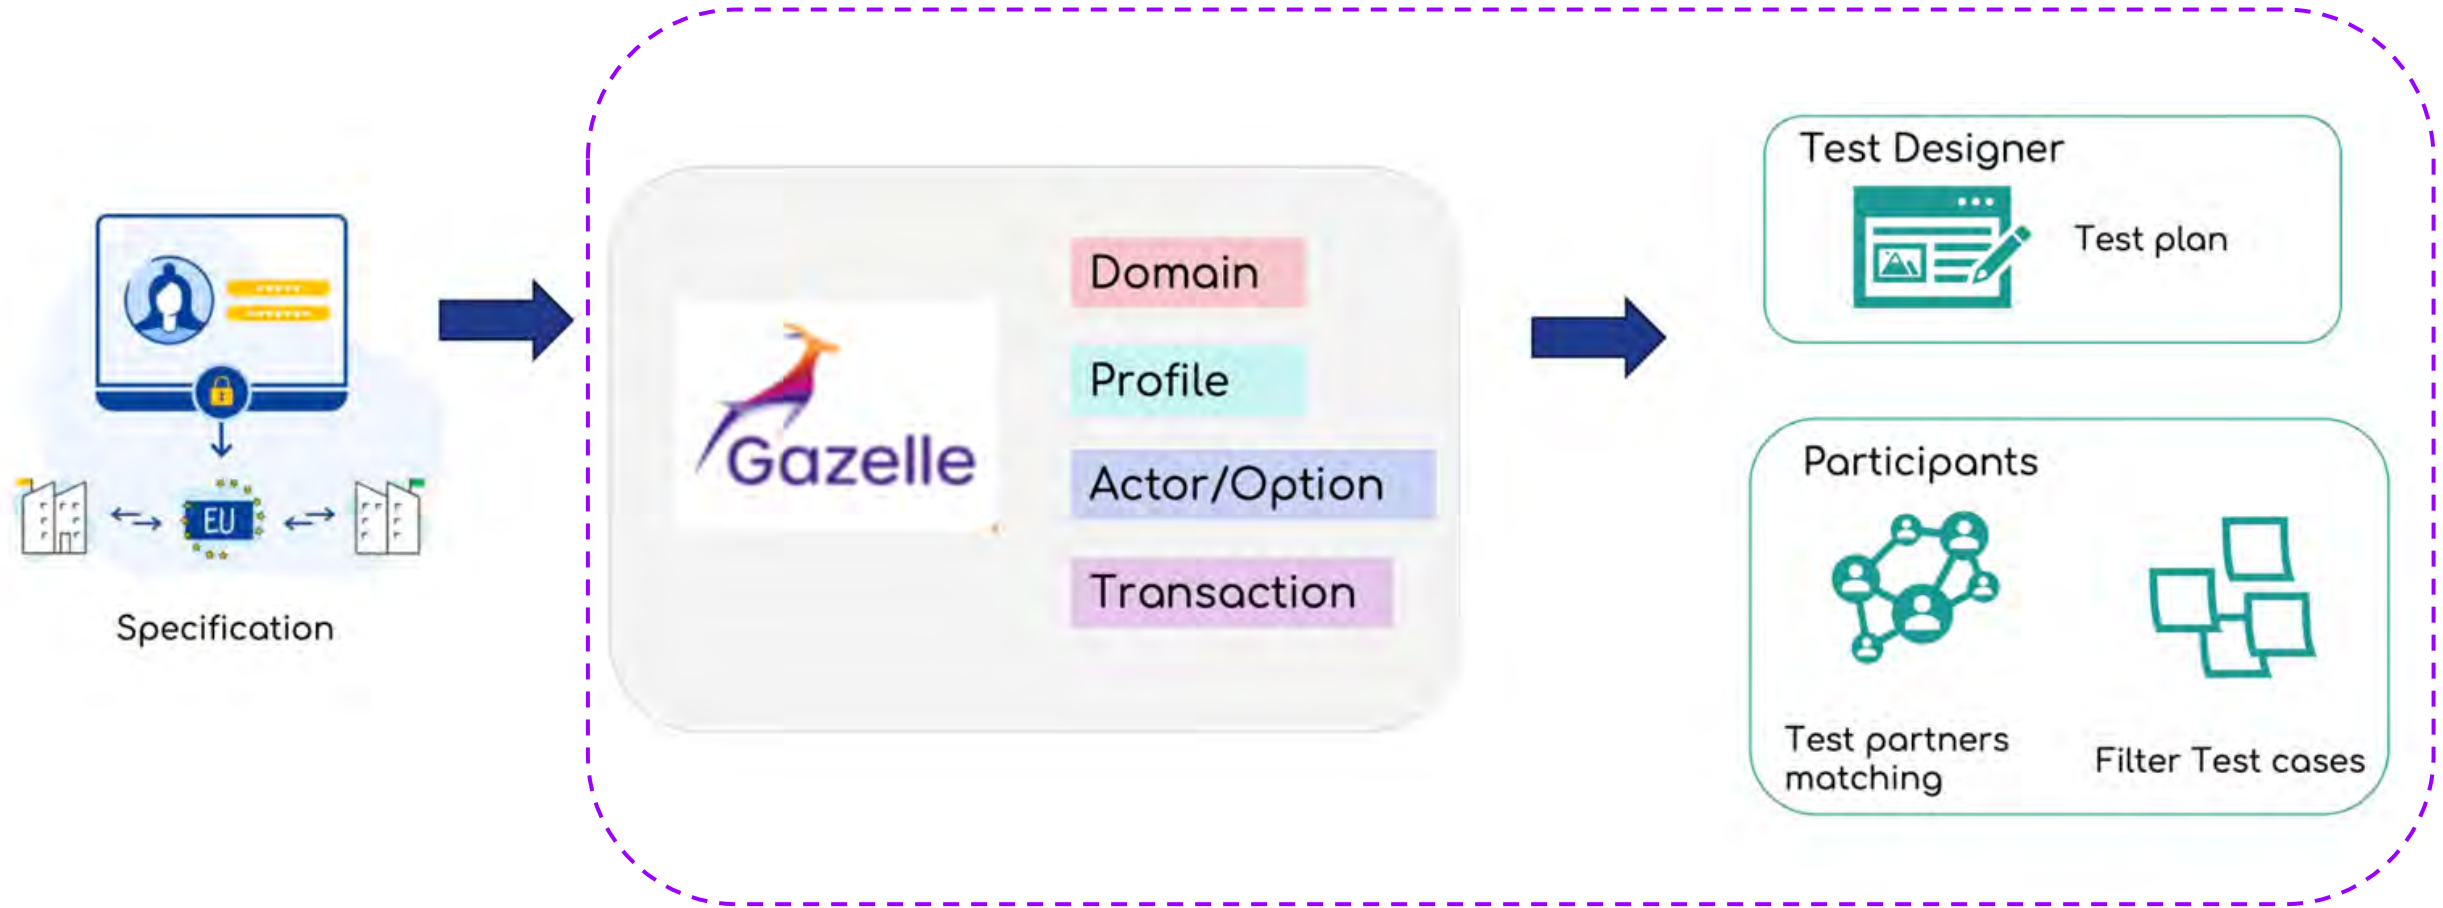 EU
Specification
Gazelle
Domain
Profile
Actor/Option
Transaction
Test Designer
Test plan
Participants
Test partners
matching
Filter Test cases